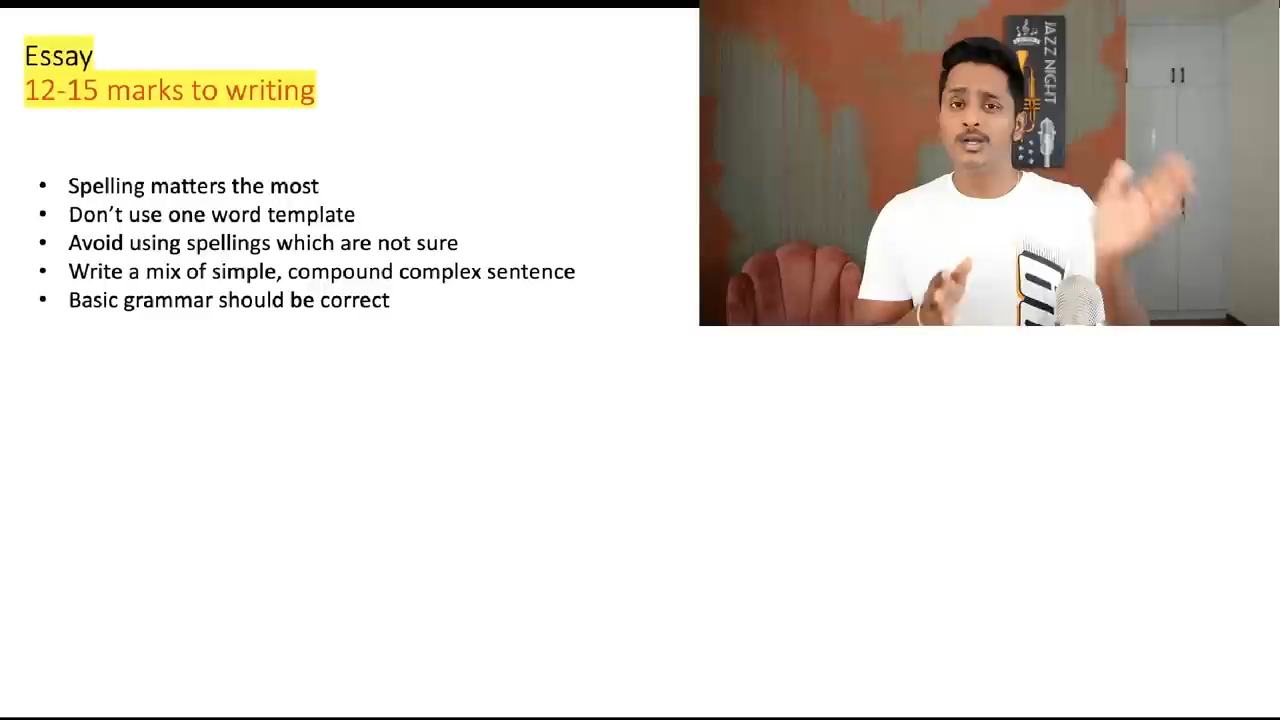 Essay
12-15 marks to writing
• Spelling matters the most
• Don’t use one word template
• Avoid using spellings which are not sure
• Write a mix of simple, compound complex sentence
• Basic grammar should be correct
JAZZ NIGHT